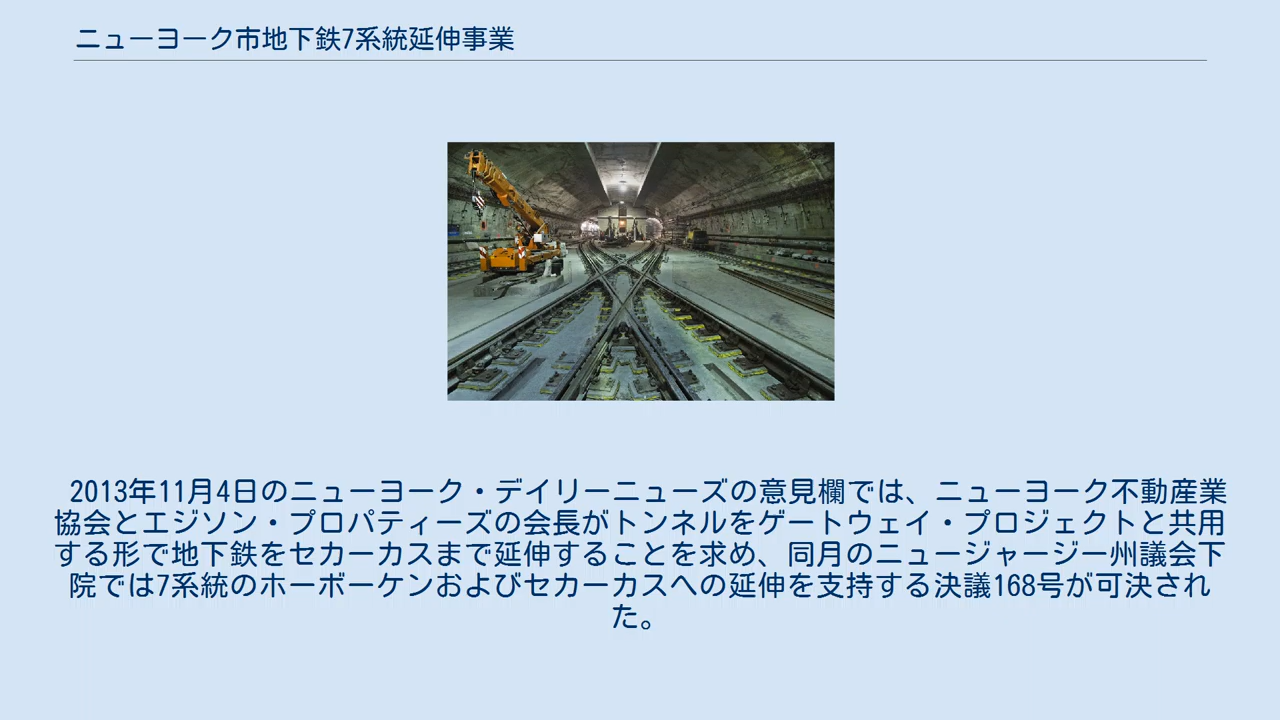 ニューヨーク市地下鉄7系統延伸事業
2013年11月4日のニューヨーク・デイリーニューズの意見欄では、ニューヨーク不動産業
協会とエジソン・プロパティーズの会長がトンネルをゲートウェイ・プロジェクトと共用
する形で地下鉄をセカーカスまで延伸することを求め、同月のニュージャージー州議会下
院では7系統のホーボーケンおよびセカーカスへの延伸を支持する決議168号が可決され
た。